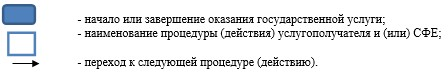 - начало или завершение оказания государственной услуги;
- наименование процедуры (действия) услугополучателя и (или) СФЕ;
- переход к следующей процедуре (действию).